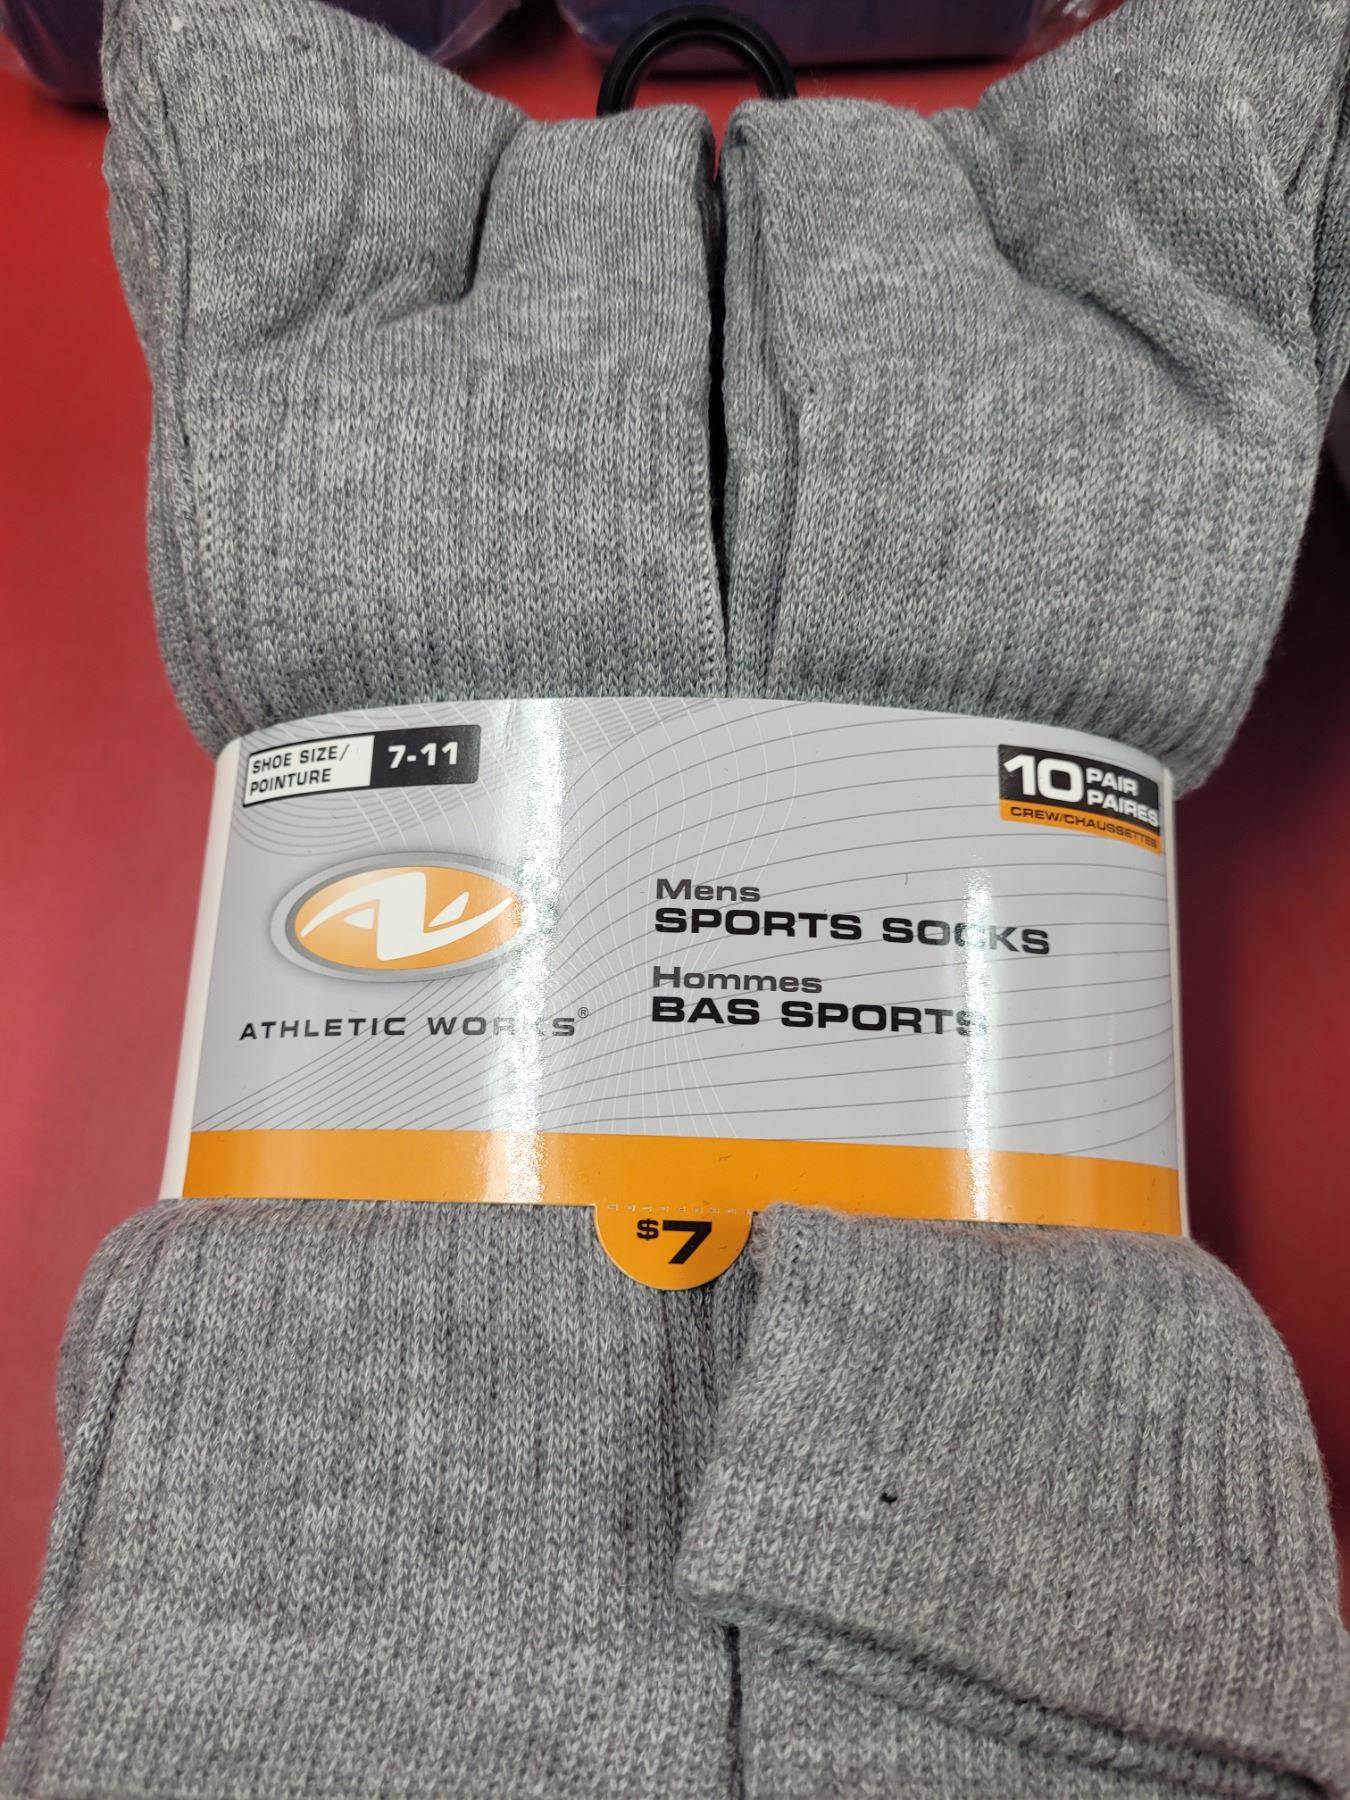 SHOE SIZE/
POINTURE
7-11
10 PAIR
PAIRES
CREW/CHAUSSETTES
ATHLETIC WORKS®
Mens
SPORTS SOCKS
Hommes
BAS SPORTS
$7